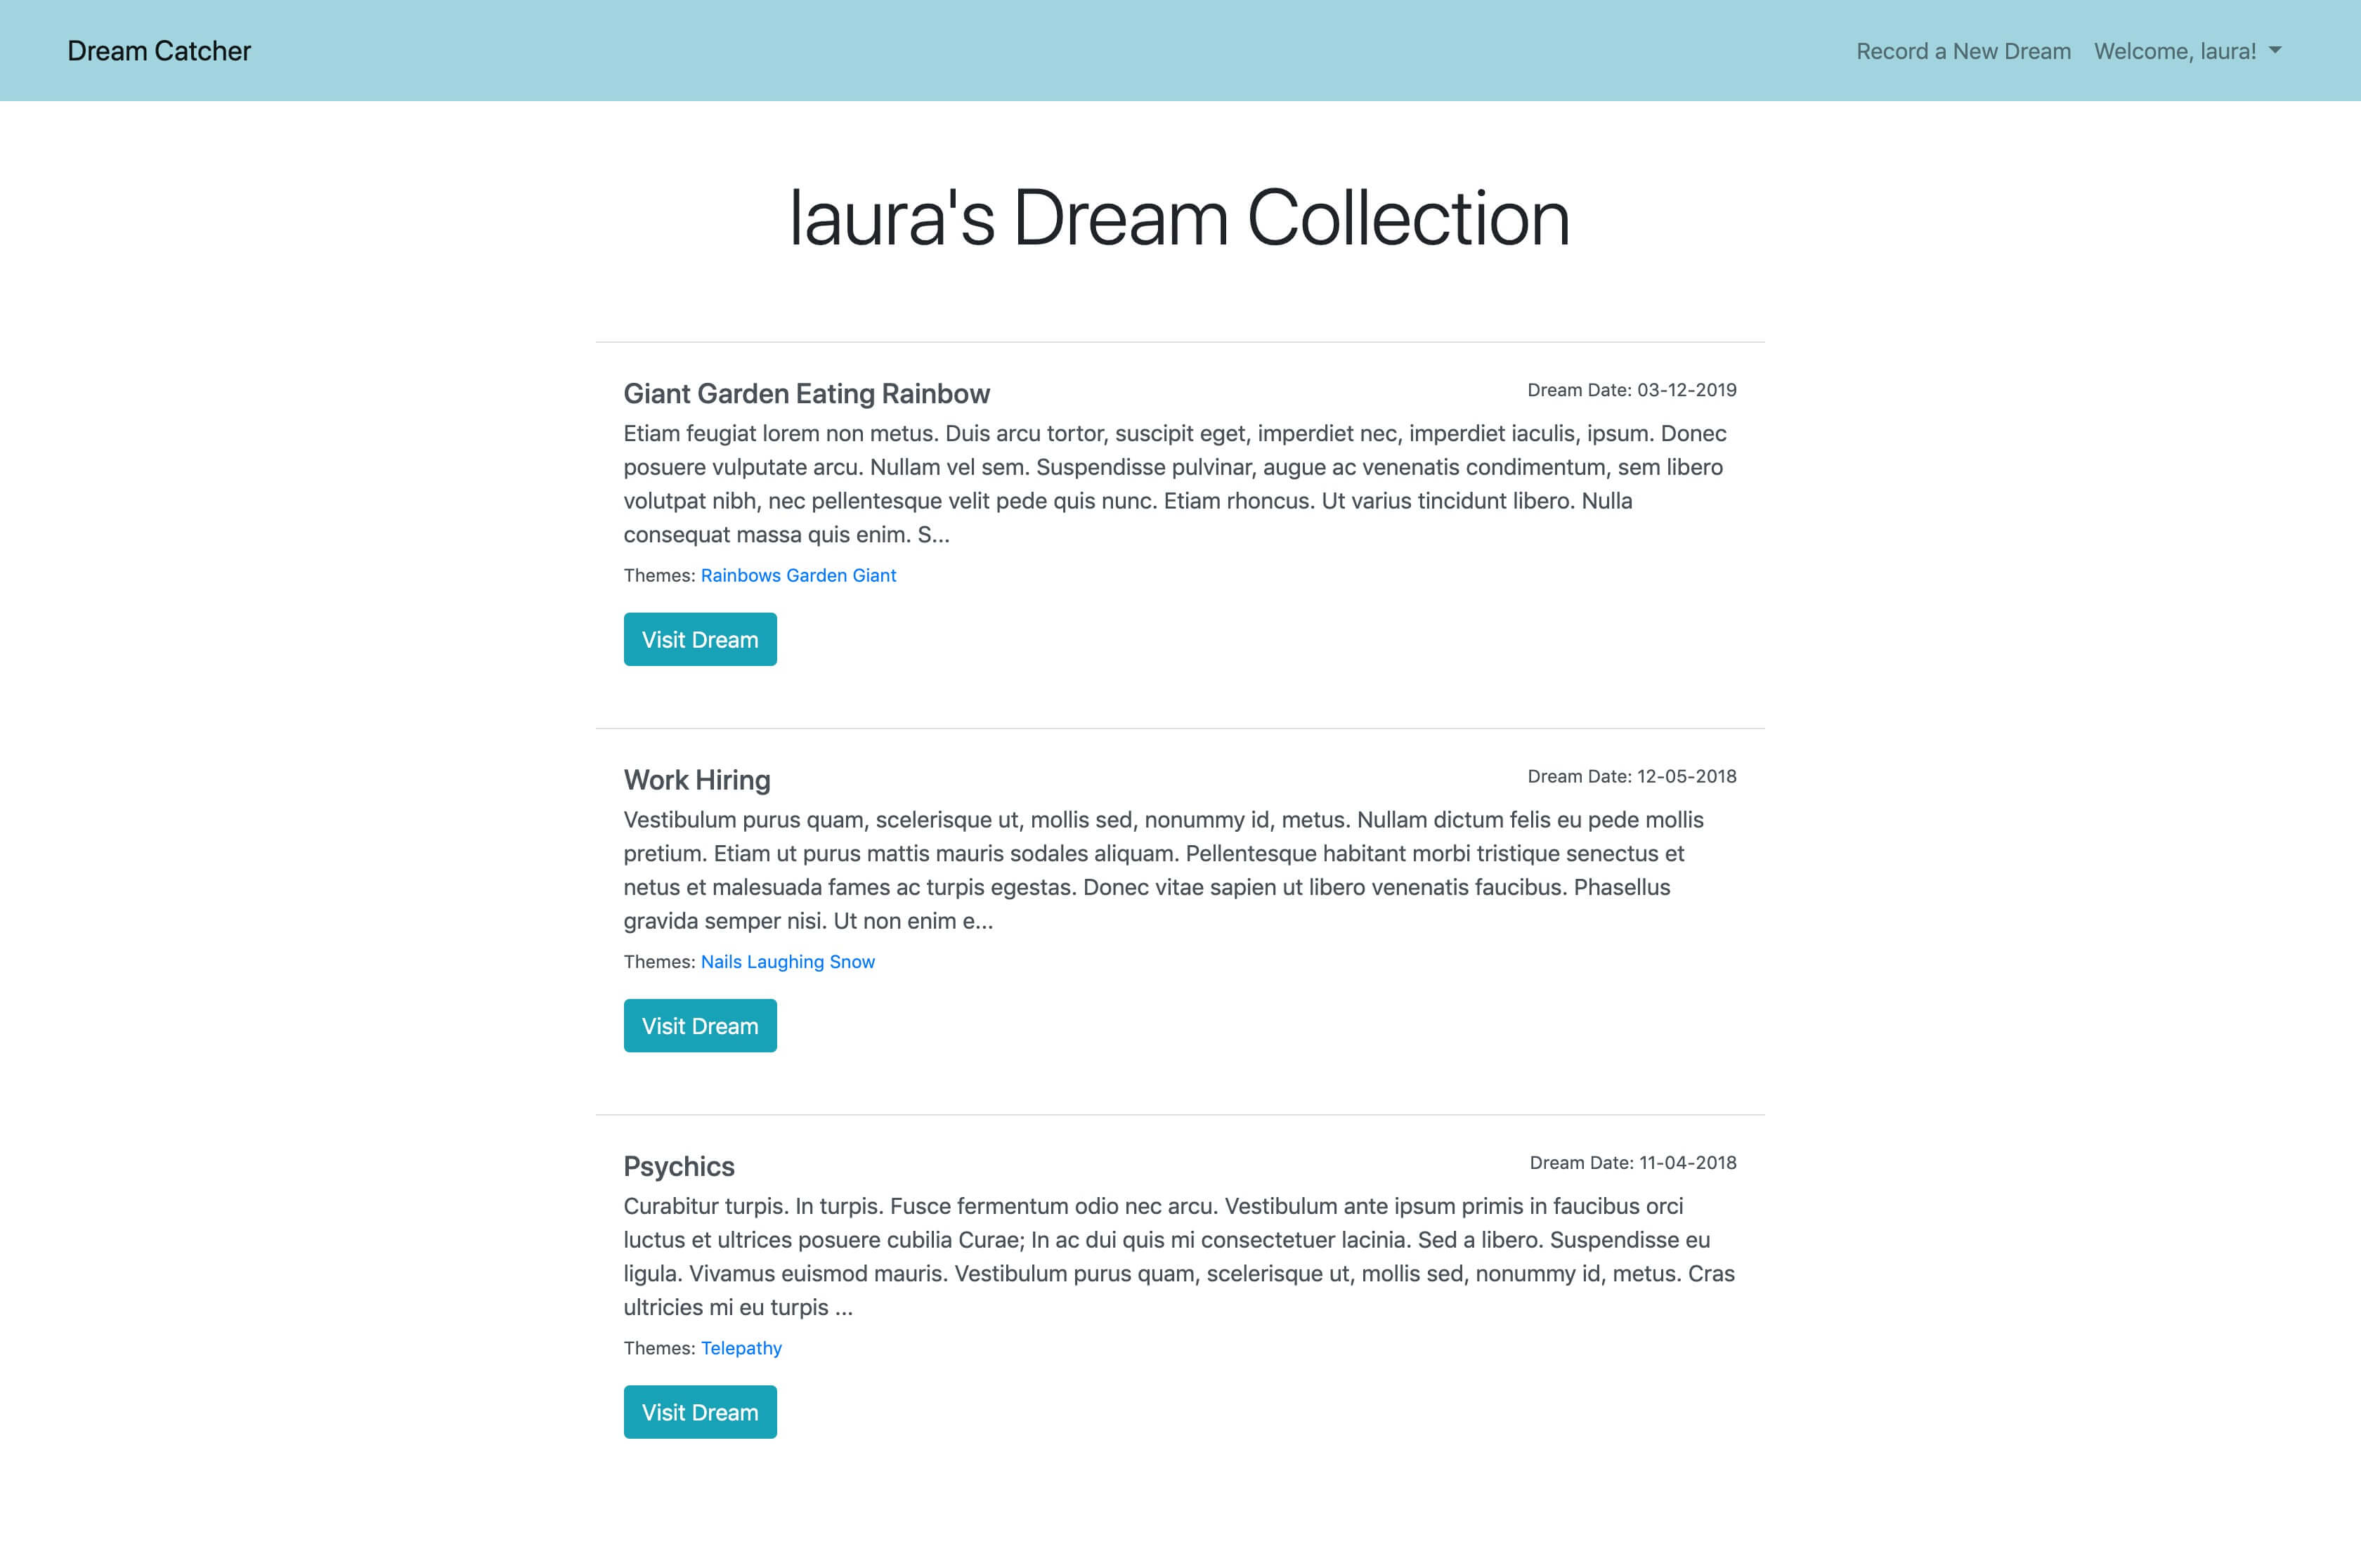 Dream Catcher
Record a New Dream
Welcome, laura!
laura's Dream Collection
Giant Garden Eating Rainbow
Dream Date: 03-12-2019
Etiam feugiat lorem non metus. Duis arcu tortor, suscipit eget, imperdiet nec, imperdiet iaculis, ipsum. Donec
posuere vulputate arcu. Nullam vel sem. Suspendisse pulvinar, augue ac venenatis condimentum, sem libero
volutpat nibh, nec pellentesque velit pede quis nunc. Etiam rhoncus. Ut varius tincidunt libero. Nulla
consequat massa quis enim. S...
Themes: Rainbows Garden Giant
Visit Dream
Work Hiring
Dream Date: 12-05-2018
Vestibulum purus quam, scelerisque ut, mollis sed, nonummy id, metus. Nullam dictum felis eu pede mollis
pretium. Etiam ut purus mattis mauris sodales aliquam. Pellentesque habitant morbi tristique senectus et
netus et malesuada fames ac turpis egestas. Donec vitae sapien ut libero venenatis faucibus. Phasellus
gravida semper nisi. Ut non enim e...
Themes: Nails Laughing Snow
Visit Dream
Psychics
Dream Date: 11-04-2018
Curabitur turpis. In turpis. Fusce fermentum odio nec arcu. Vestibulum ante ipsum primis in faucibus orci
luctus et ultrices posuere cubilia Curae; In ac dui quis mi consectetuer lacinia. Sed a libero. Suspendisse eu
ligula. Vivamus euismod mauris. Vestibulum purus quam, scelerisque ut, mollis sed, nonummy id, metus. Cras
ultricies mi eu turpis ...
Themes: Telepathy
Visit Dream